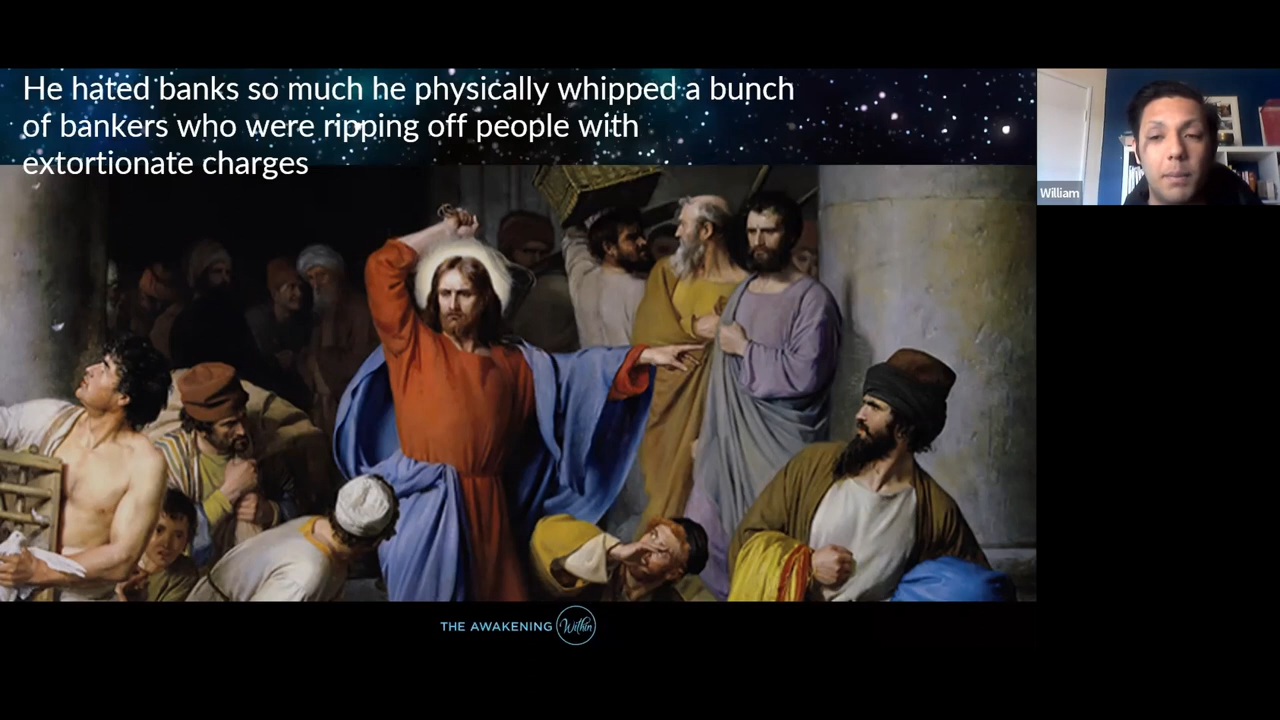 He hated banks so much he physically whipped a bunch
of bankers who were ripping off people with
extortionate charges
William
THE AWAKENING Within